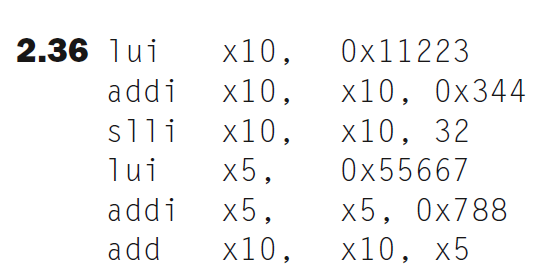 2.36 lui x10, 0x11223
addi x10, x10, 0x344
slli x10, x10, 32
lui x5, 0x55667
addi x5, x5, 0x788
add x10, x10, x5